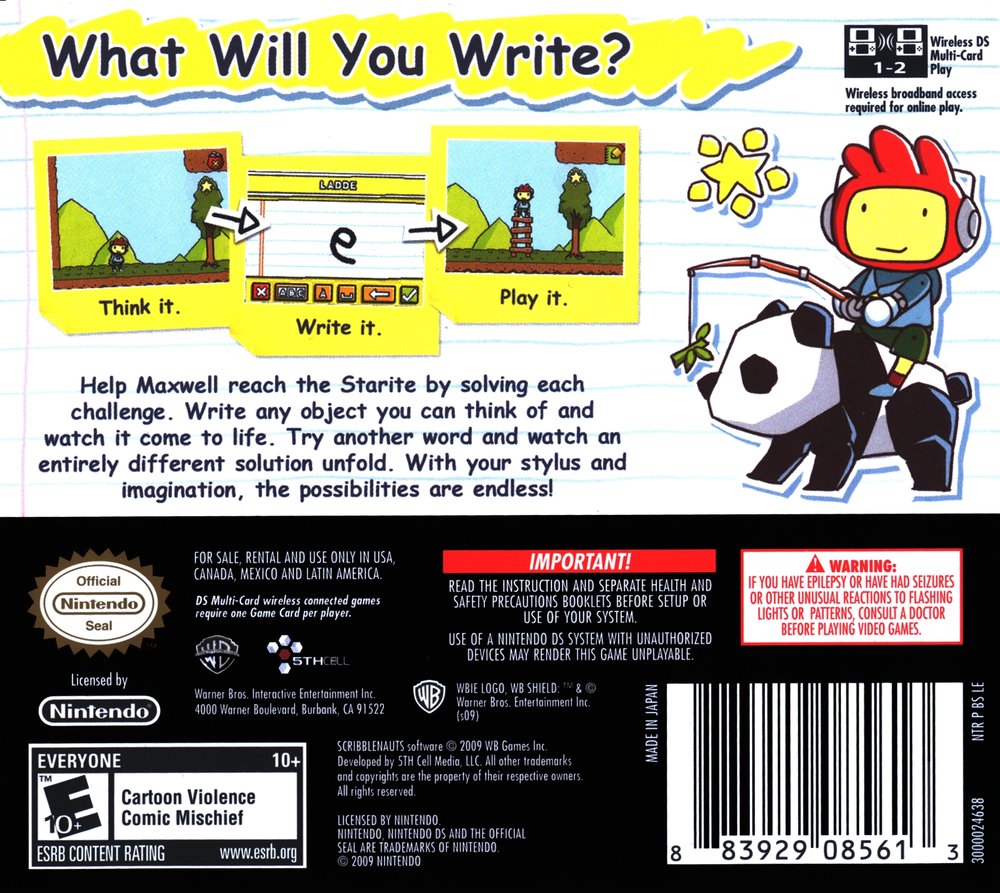 What Will You Write?
Wireless DS
Multi-Card
Play
1-2
Wireless broadband access
required for online play.
LADDE
e
ABC
A
Think it.
Write it.
Play it.
Help Maxwell reach the Starite by solving each
challenge. Write any object you can think of and
watch it come to life. Try another word and watch an
entirely different solution unfold. With your stylus and
imagination, the possibilities are endless!
Official
Nintendo
Seal
Licensed by
Nintendo®
FOR SALE, RENTAL AND USE ONLY IN USA,
CANADA, MEXICO AND LATIN AMERICA.
DS Multi-Card wireless connected games
require one Game Card per player.
5TH CELL
Warner Bros. Interactive Entertainment Inc.
4000 Warner Boulevard, Burbank, CA 91522
IMPORTANT!
READ THE INSTRUCTION AND SEPARATE HEALTH AND
SAFETY PRECAUTIONS BOOKLETS BEFORE SETUP OR
USE OF YOUR SYSTEM.
USE OF A NINTENDO DS SYSTEM WITH UNAUTHORIZED
DEVICES MAY RENDER THIS GAME UNPLAYABLE.
WB
WBIE LOGO, WB SHIELD: ™ & ©
Warner Bros. Entertainment Inc.
(s09)
WARNING:
IF YOU HAVE EPILEPSY OR HAVE HAD SEIZURES
OR OTHER UNUSUAL REACTIONS TO FLASHING
LIGHTS OR PATTERNS, CONSULT A DOCTOR
BEFORE PLAYING VIDEO GAMES.
EVERYONE 10+
TM
E
10+
Cartoon Violence
Comic Mischief
ESRB CONTENT RATING www.esrb.org
SCRIBBLENAUTS software © 2009 WB Games Inc.
Developed by 5TH Cell Media, LLC. All other trademarks
and copyrights are the property of their respective owners.
All rights reserved.
LICENSED BY NINTENDO.
NINTENDO, NINTENDO DS AND THE OFFICIAL
SEAL ARE TRADEMARKS OF NINTENDO.
© 2009 NINTENDO
MADE IN JAPAN
8 83929 08561 3
NTR P BS LE
3000024638